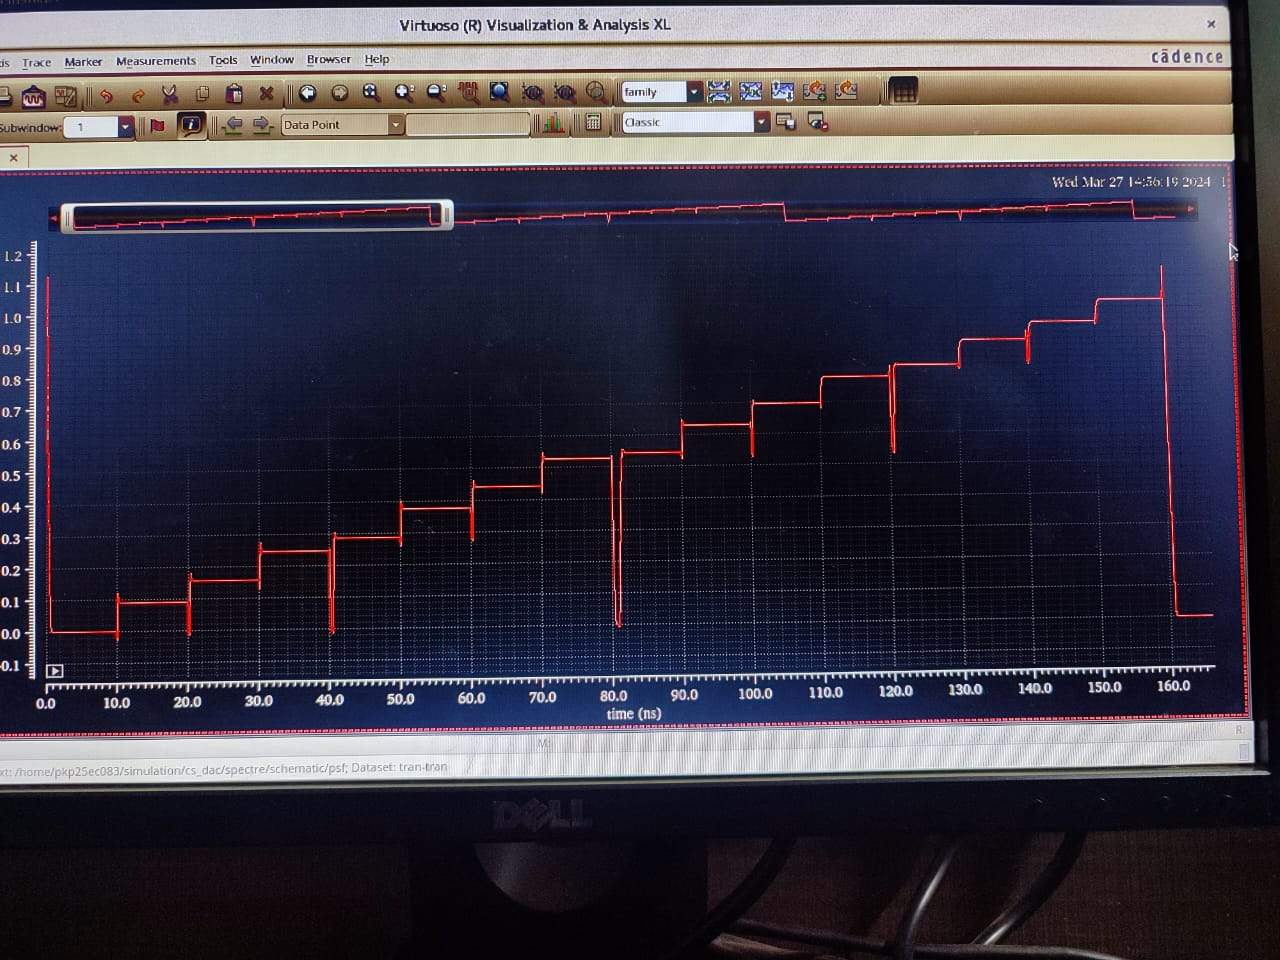 Virtuoso (R) Visualization & Analysis XL
×
Trace Marker Measurements Tools Window Browser Help
cādence
family
Subwindow: 1
Data Point
Classic
×
Wed Mar 27 14:56:19 2024 1
1.2
1.1
1.0
0.9
0.8
0.7
0.6
0.5
0.4
0.3
0.2
0.1
0.0
0.1
0.0 10.0 20.0 30.0 40.0 50.0 60.0 70.0 80.0 90.0 100.0 110.0 120.0 130.0 140.0 150.0 160.0
time (ns)
M:
R:
xt: /home/pkp25ec083/simulation/cs_dac/spectre/schematic/psf; Dataset: tran-tran
DELL